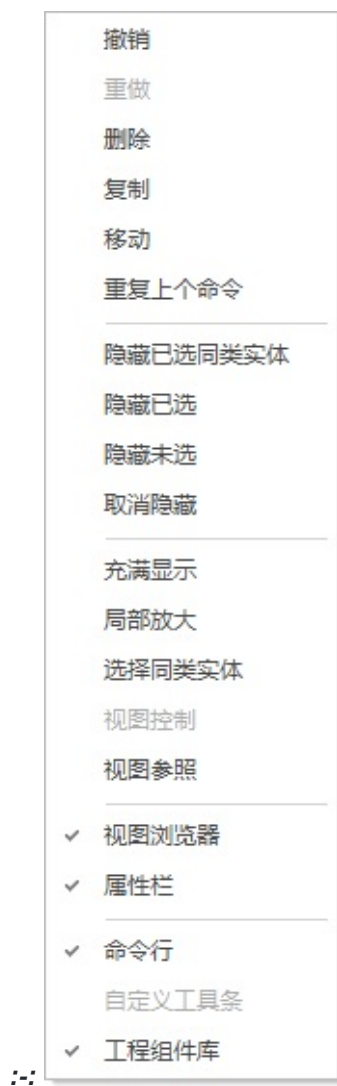 撤销
重做
删除
复制
移动
重复上个命令
隐藏已选同类实体
隐藏已选
隐藏未选
取消隐藏
充满显示
局部放大
选择同类实体
视图控制
视图参照
✓ 视图浏览器
✓ 属性栏
✓ 命令行
自定义工具条
✓ 工程组件库
:-: